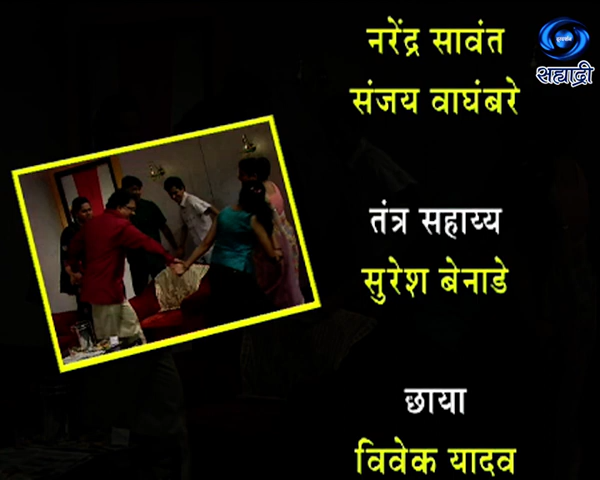 नरेंद्र सावंत
संजय वाघंबरे
तंत्र सहाय्य
सुरेश बेनाडे
छाया
विवेक यादव
सह्याद्री